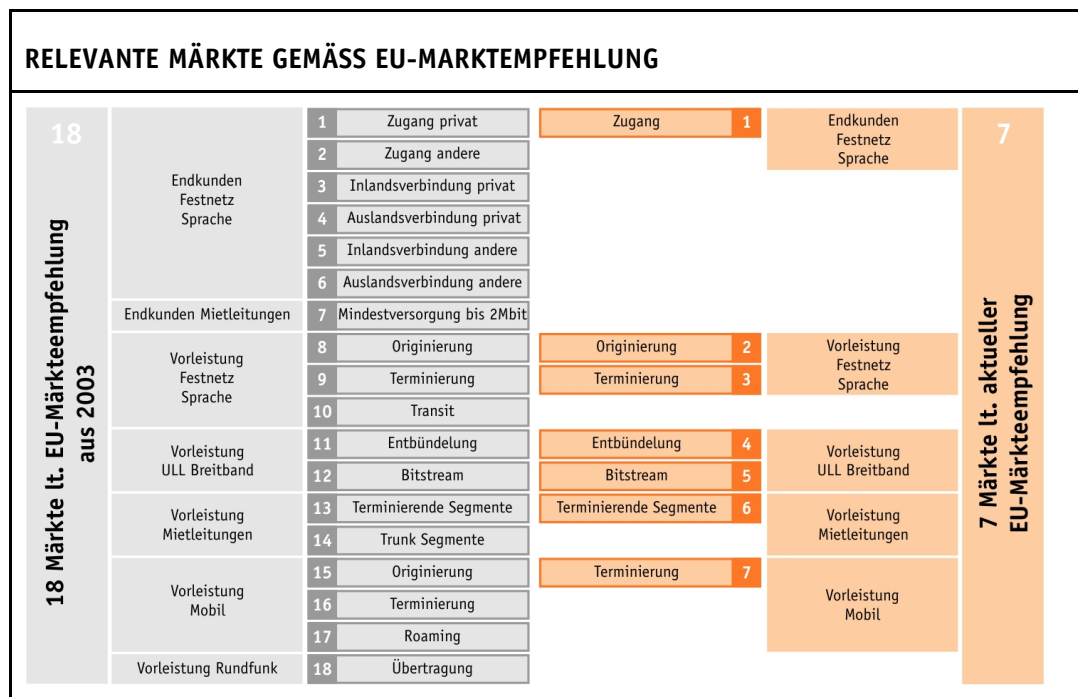 RELEVANTE MÄRKTE GEMÄSS EU-MARKTEMPFEHLUNG
18
18 Märkte lt. EU-Märkteempfehlung
aus 2003
Endkunden
Festnetz
Sprache
1 Zugang privat
2 Zugang andere
3 Inlandsverbindung privat
4 Auslandsverbindung privat
5 Inlandsverbindung andere
6 Auslandsverbindung andere
Endkunden Mietleitungen
7 Mindestversorgung bis 2Mbit
Vorleistung
Festnetz
Sprache
8 Originierung
9 Terminierung
10 Transit
Vorleistung
ULL Breitband
11 Entbündelung
12 Bitstream
Vorleistung
Mietleitungen
13 Terminierende Segmente
14 Trunk Segmente
Vorleistung
Mobil
15 Originierung
16 Terminierung
17 Roaming
Vorleistung Rundfunk
18 Übertragung
Zugang 1
Endkunden
Festnetz
Sprache
Originierung 2
Terminierung 3
Vorleistung
Festnetz
Sprache
Entbündelung 4
Bitstream 5
Vorleistung
ULL Breitband
Terminierende Segmente 6
Vorleistung
Mietleitungen
Terminierung 7
Vorleistung
Mobil
7
7 Märkte lt. aktueller
EU-Märkteempfehlung